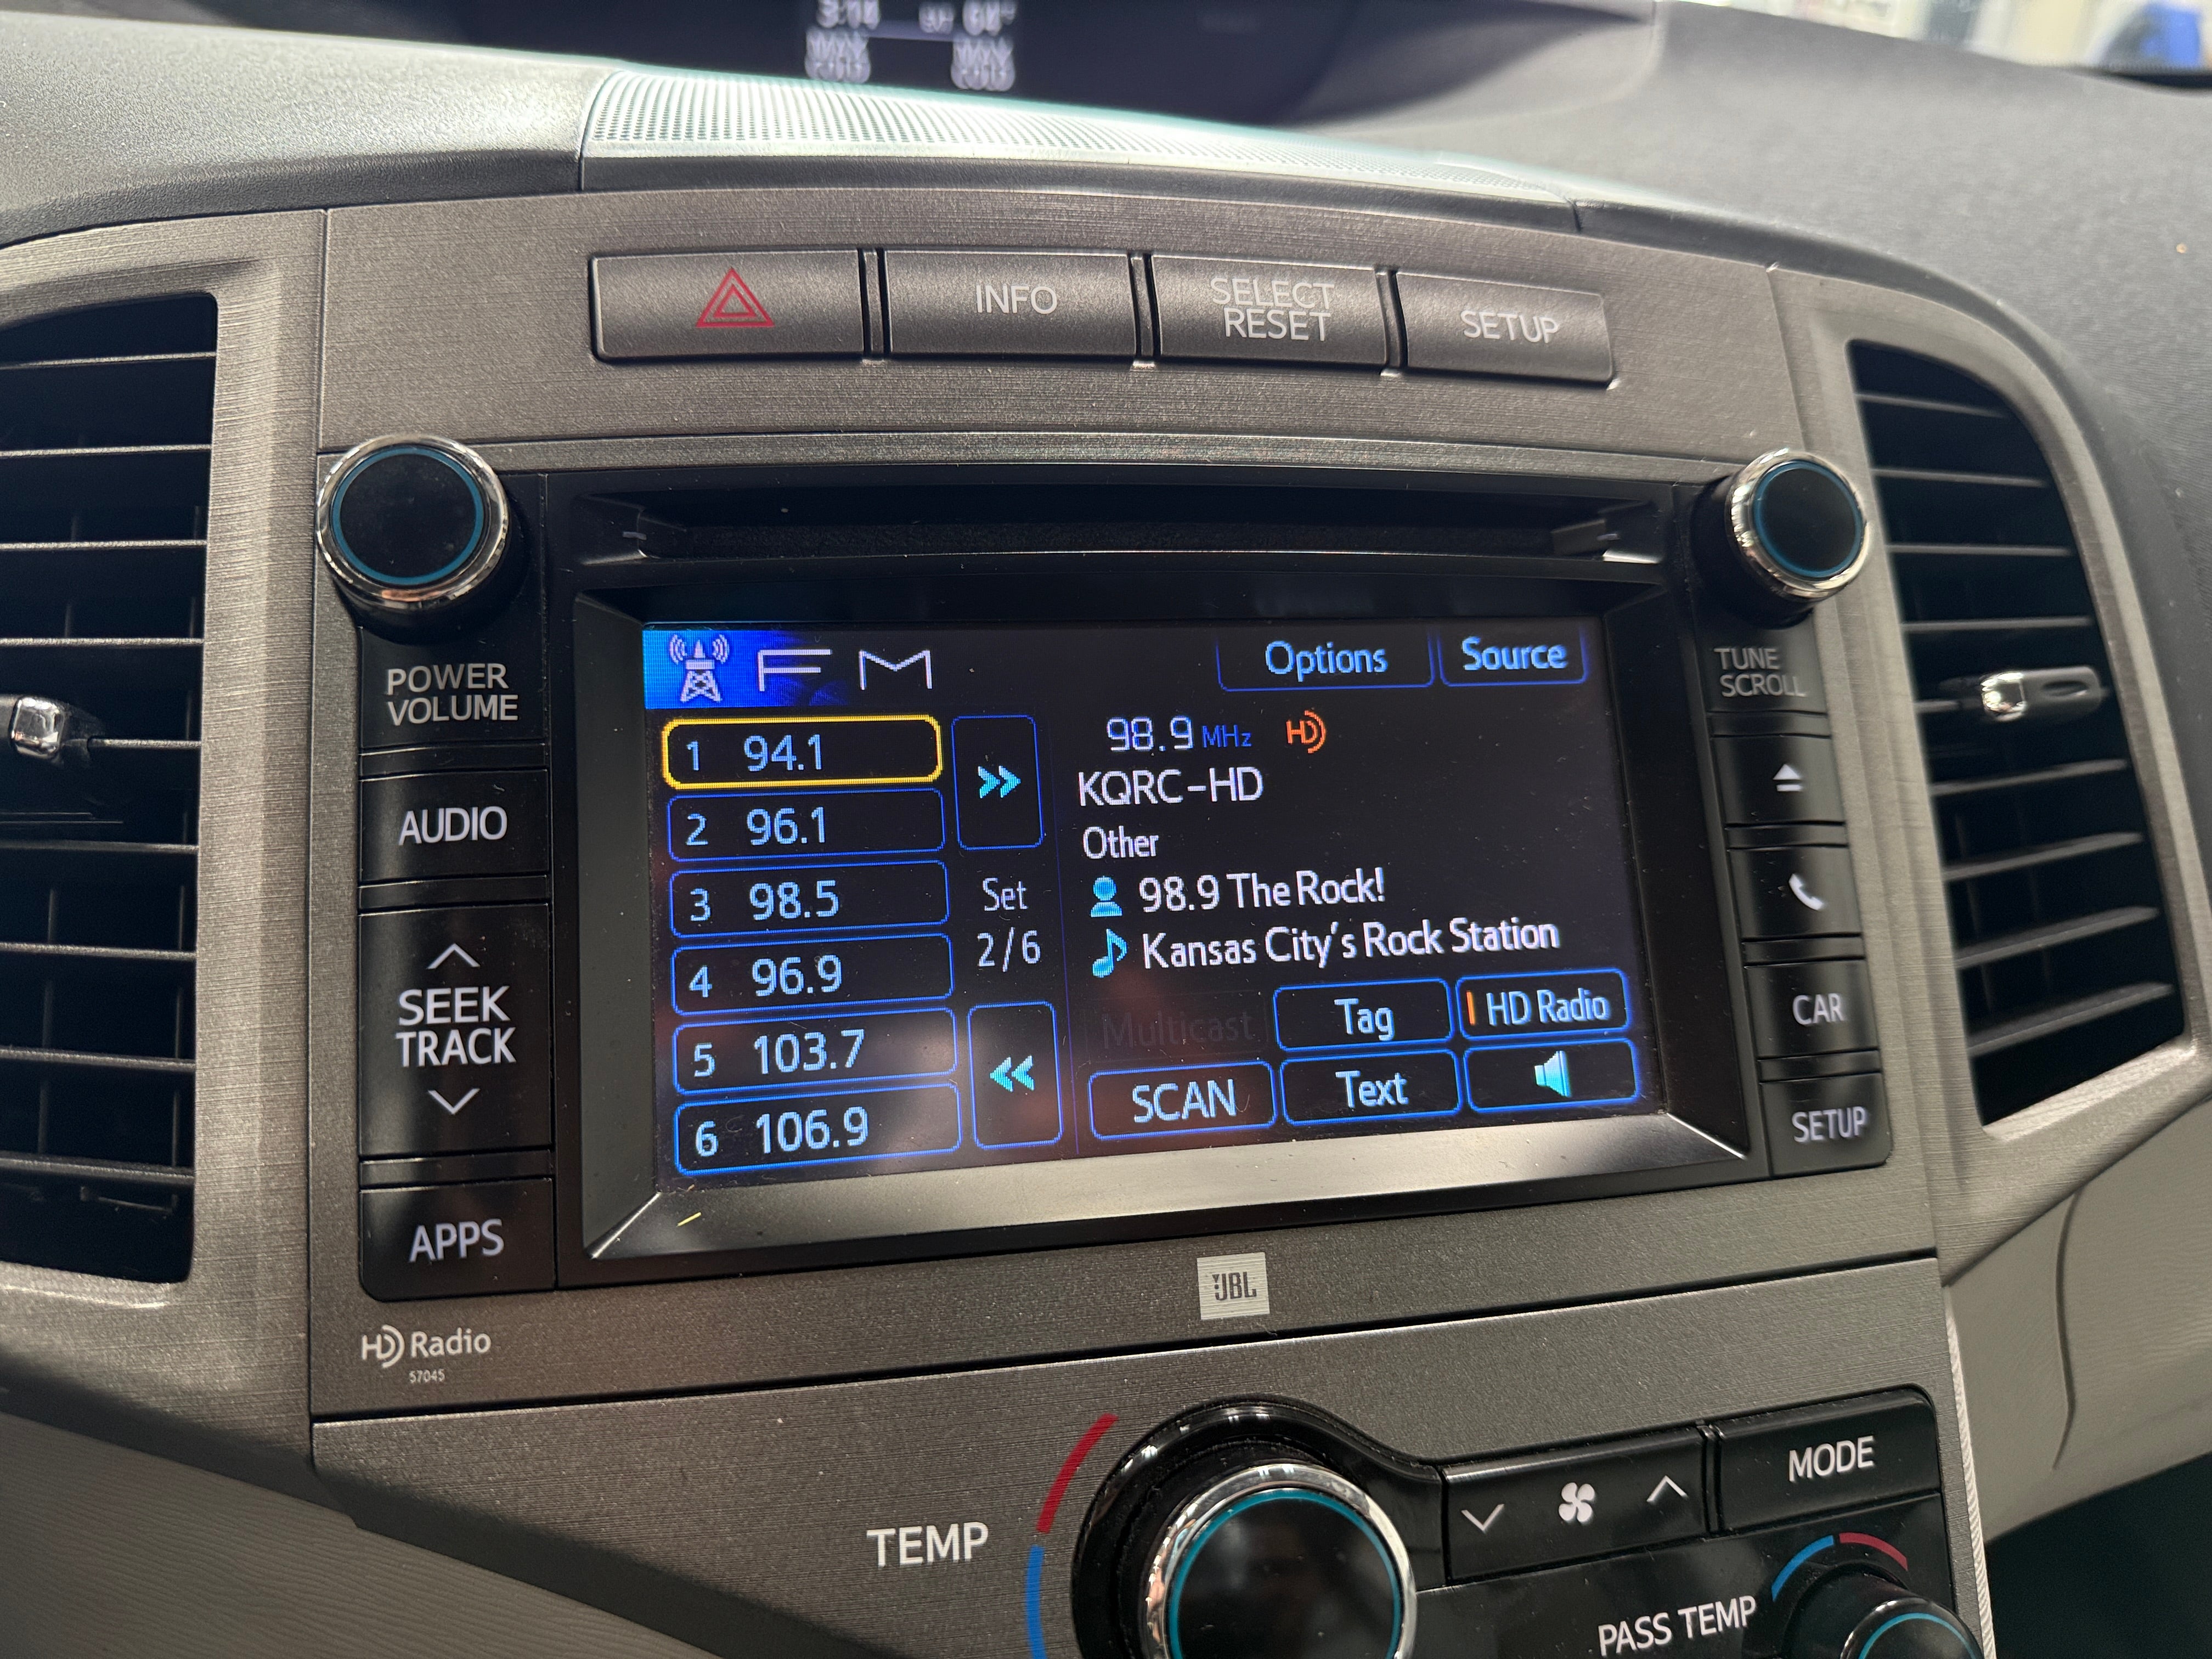 INFO
SELECT
RESET
SETUP
POWER
VOLUME
AUDIO
SEEK
TRACK
APPS
FM
Options
Source
1 94.1
2 96.1
3 98.5
4 96.9
5 103.7
6 106.9
Set
2/6
98.9 MHz HD
KQRC-HD
Other
98.9 The Rock!
Kansas City's Rock Station
Multicast
Tag
HD Radio
SCAN
Text
TUNE
SCROLL
CAR
SETUP
JBL
HD Radio
57045
TEMP
MODE
PASS TEMP